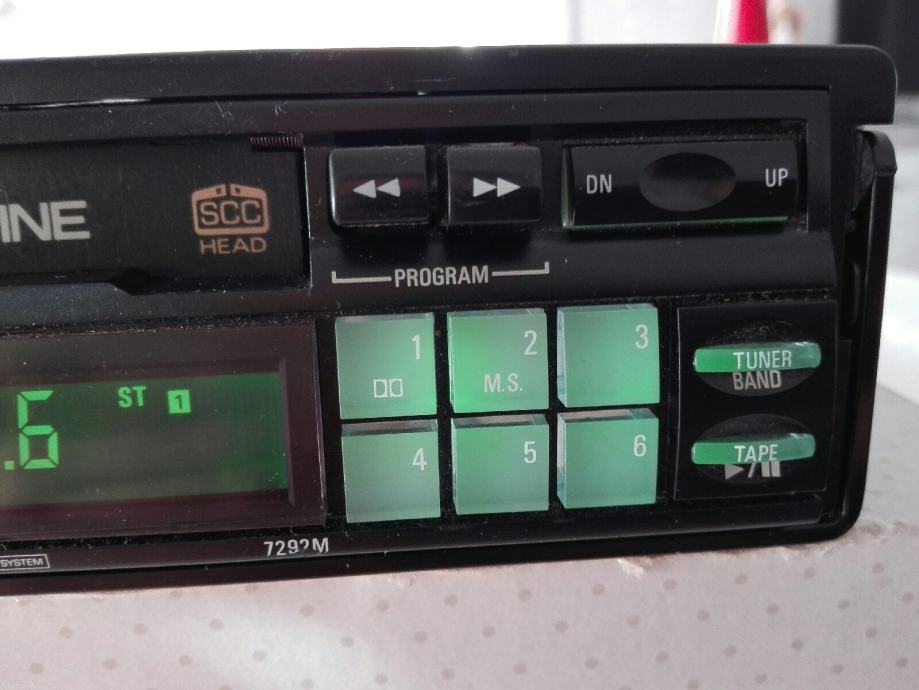 INE
SCC
HEAD
◀◀ ▶▶
DN UP
PROGRAM
.6
ST 1
1
2
M.S.
3
4
5
6
TUNER
BAND
TAPE
▶/❚❚
SYSTEM
7292M